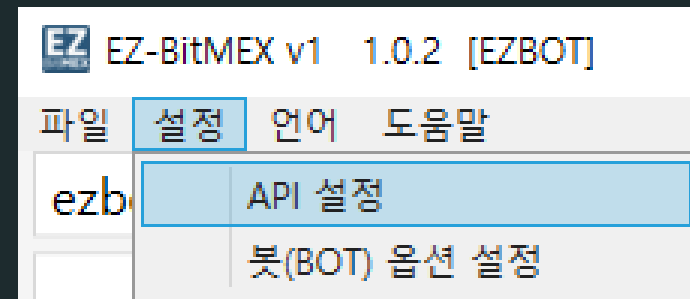 EZ EZ-BitMEX v1 1.0.2 [EZBOT]
파일 설정 언어 도움말
API 설정
봇(BOT) 옵션 설정